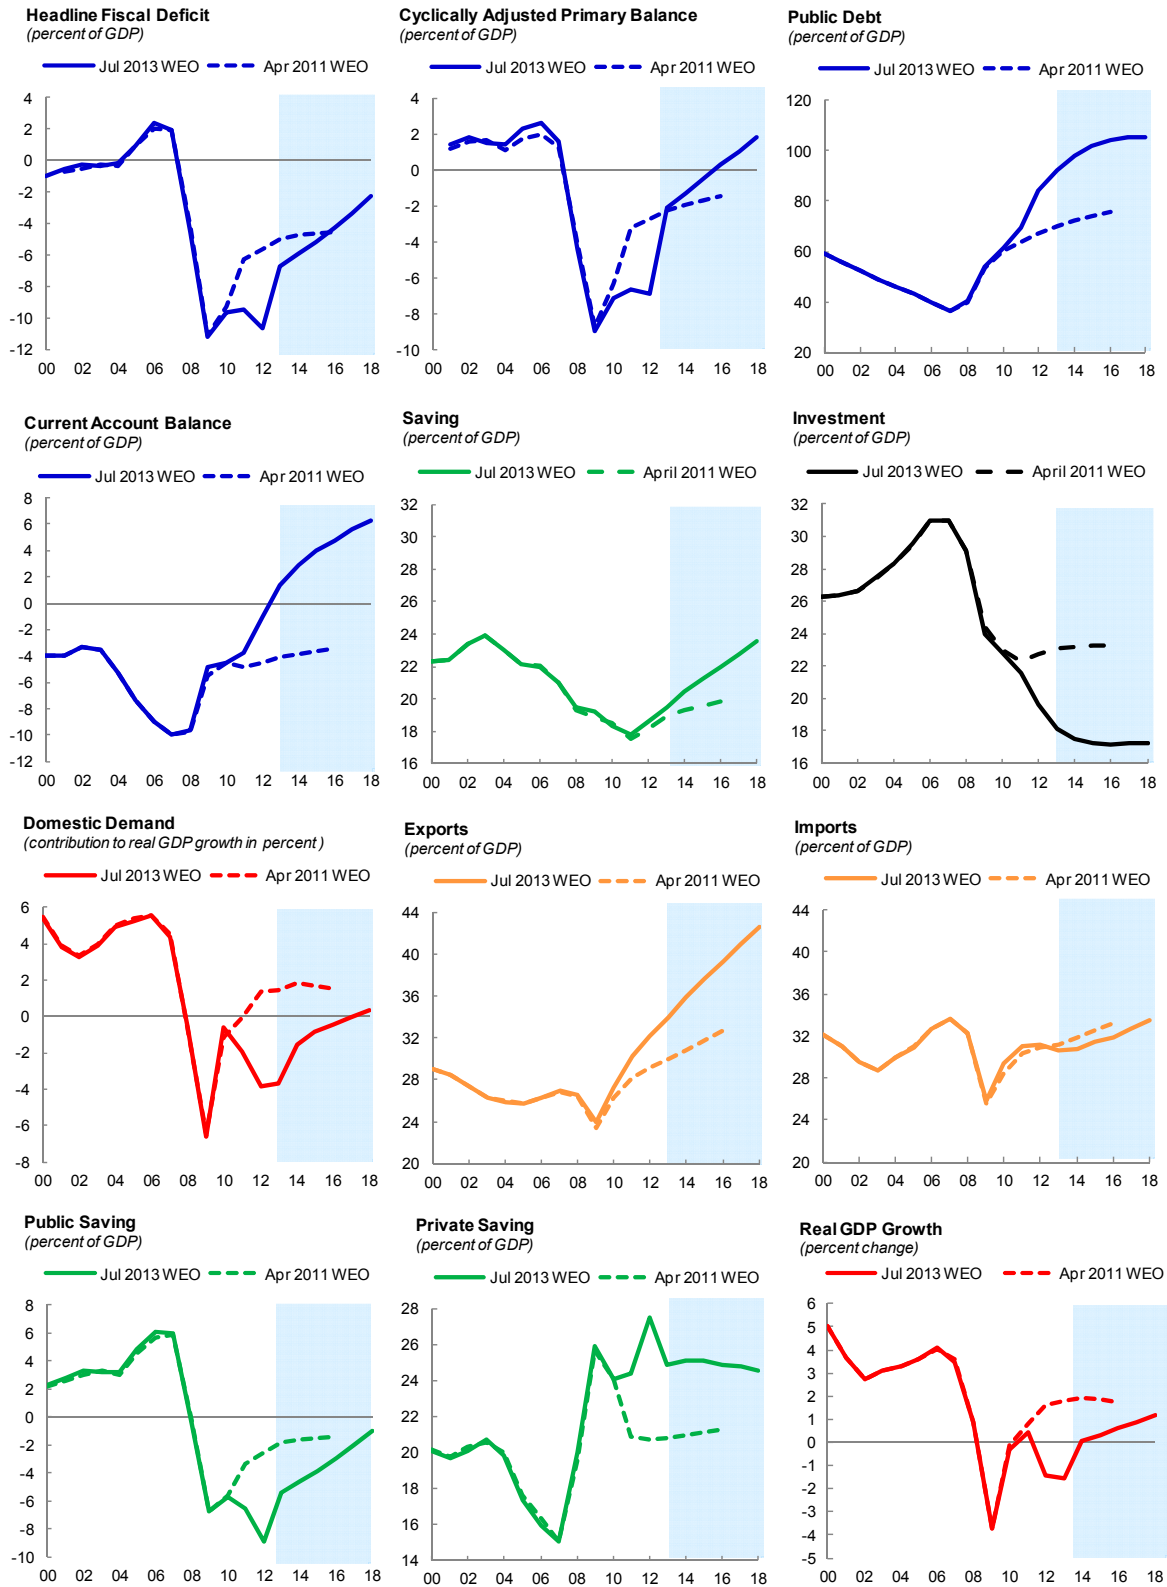 Headline Fiscal Deficit
(percent of GDP)
Jul 2013 WEO Apr 2011 WEO
4
2
0
-2
-4
-6
-8
-10
-12
00 02 04 06 08 10 12 14 16 18
Cyclically Adjusted Primary Balance
(percent of GDP)
Jul 2013 WEO Apr 2011 WEO
4
2
0
-2
-4
-6
-8
-10
00 02 04 06 08 10 12 14 16 18
Public Debt
(percent of GDP)
Jul 2013 WEO Apr 2011 WEO
120
100
80
60
40
20
00 02 04 06 08 10 12 14 16 18
Current Account Balance
(percent of GDP)
Jul 2013 WEO Apr 2011 WEO
8
6
4
2
0
-2
-4
-6
-8
-10
-12
00 02 04 06 08 10 12 14 16 18
Saving
(percent of GDP)
Jul 2013 WEO April 2011 WEO
32
30
28
26
24
22
20
18
16
00 02 04 06 08 10 12 14 16 18
Investment
(percent of GDP)
Jul 2013 WEO April 2011 WEO
32
30
28
26
24
22
20
18
16
00 02 04 06 08 10 12 14 16 18
Domestic Demand
(contribution to real GDP growth in percent )
Jul 2013 WEO Apr 2011 WEO
6
4
2
0
-2
-4
-6
-8
00 02 04 06 08 10 12 14 16 18
Exports
(percent of GDP)
Jul 2013 WEO Apr 2011 WEO
44
40
36
32
28
24
20
00 02 04 06 08 10 12 14 16 18
Imports
(percent of GDP)
Jul 2013 WEO Apr 2011 WEO
44
40
36
32
28
24
20
00 02 04 06 08 10 12 14 16 18
Public Saving
(percent of GDP)
Jul 2013 WEO Apr 2011 WEO
8
6
4
2
0
-2
-4
-6
-8
-10
00 02 04 06 08 10 12 14 16 18
Private Saving
(percent of GDP)
Jul 2013 WEO Apr 2011 WEO
28
26
24
22
20
18
16
14
00 02 04 06 08 10 12 14 16 18
Real GDP Growth
(percent change)
Jul 2013 WEO Apr 2011 WEO
6
5
4
3
2
1
0
-1
-2
-3
-4
-5
00 02 04 06 08 10 12 14 16 18